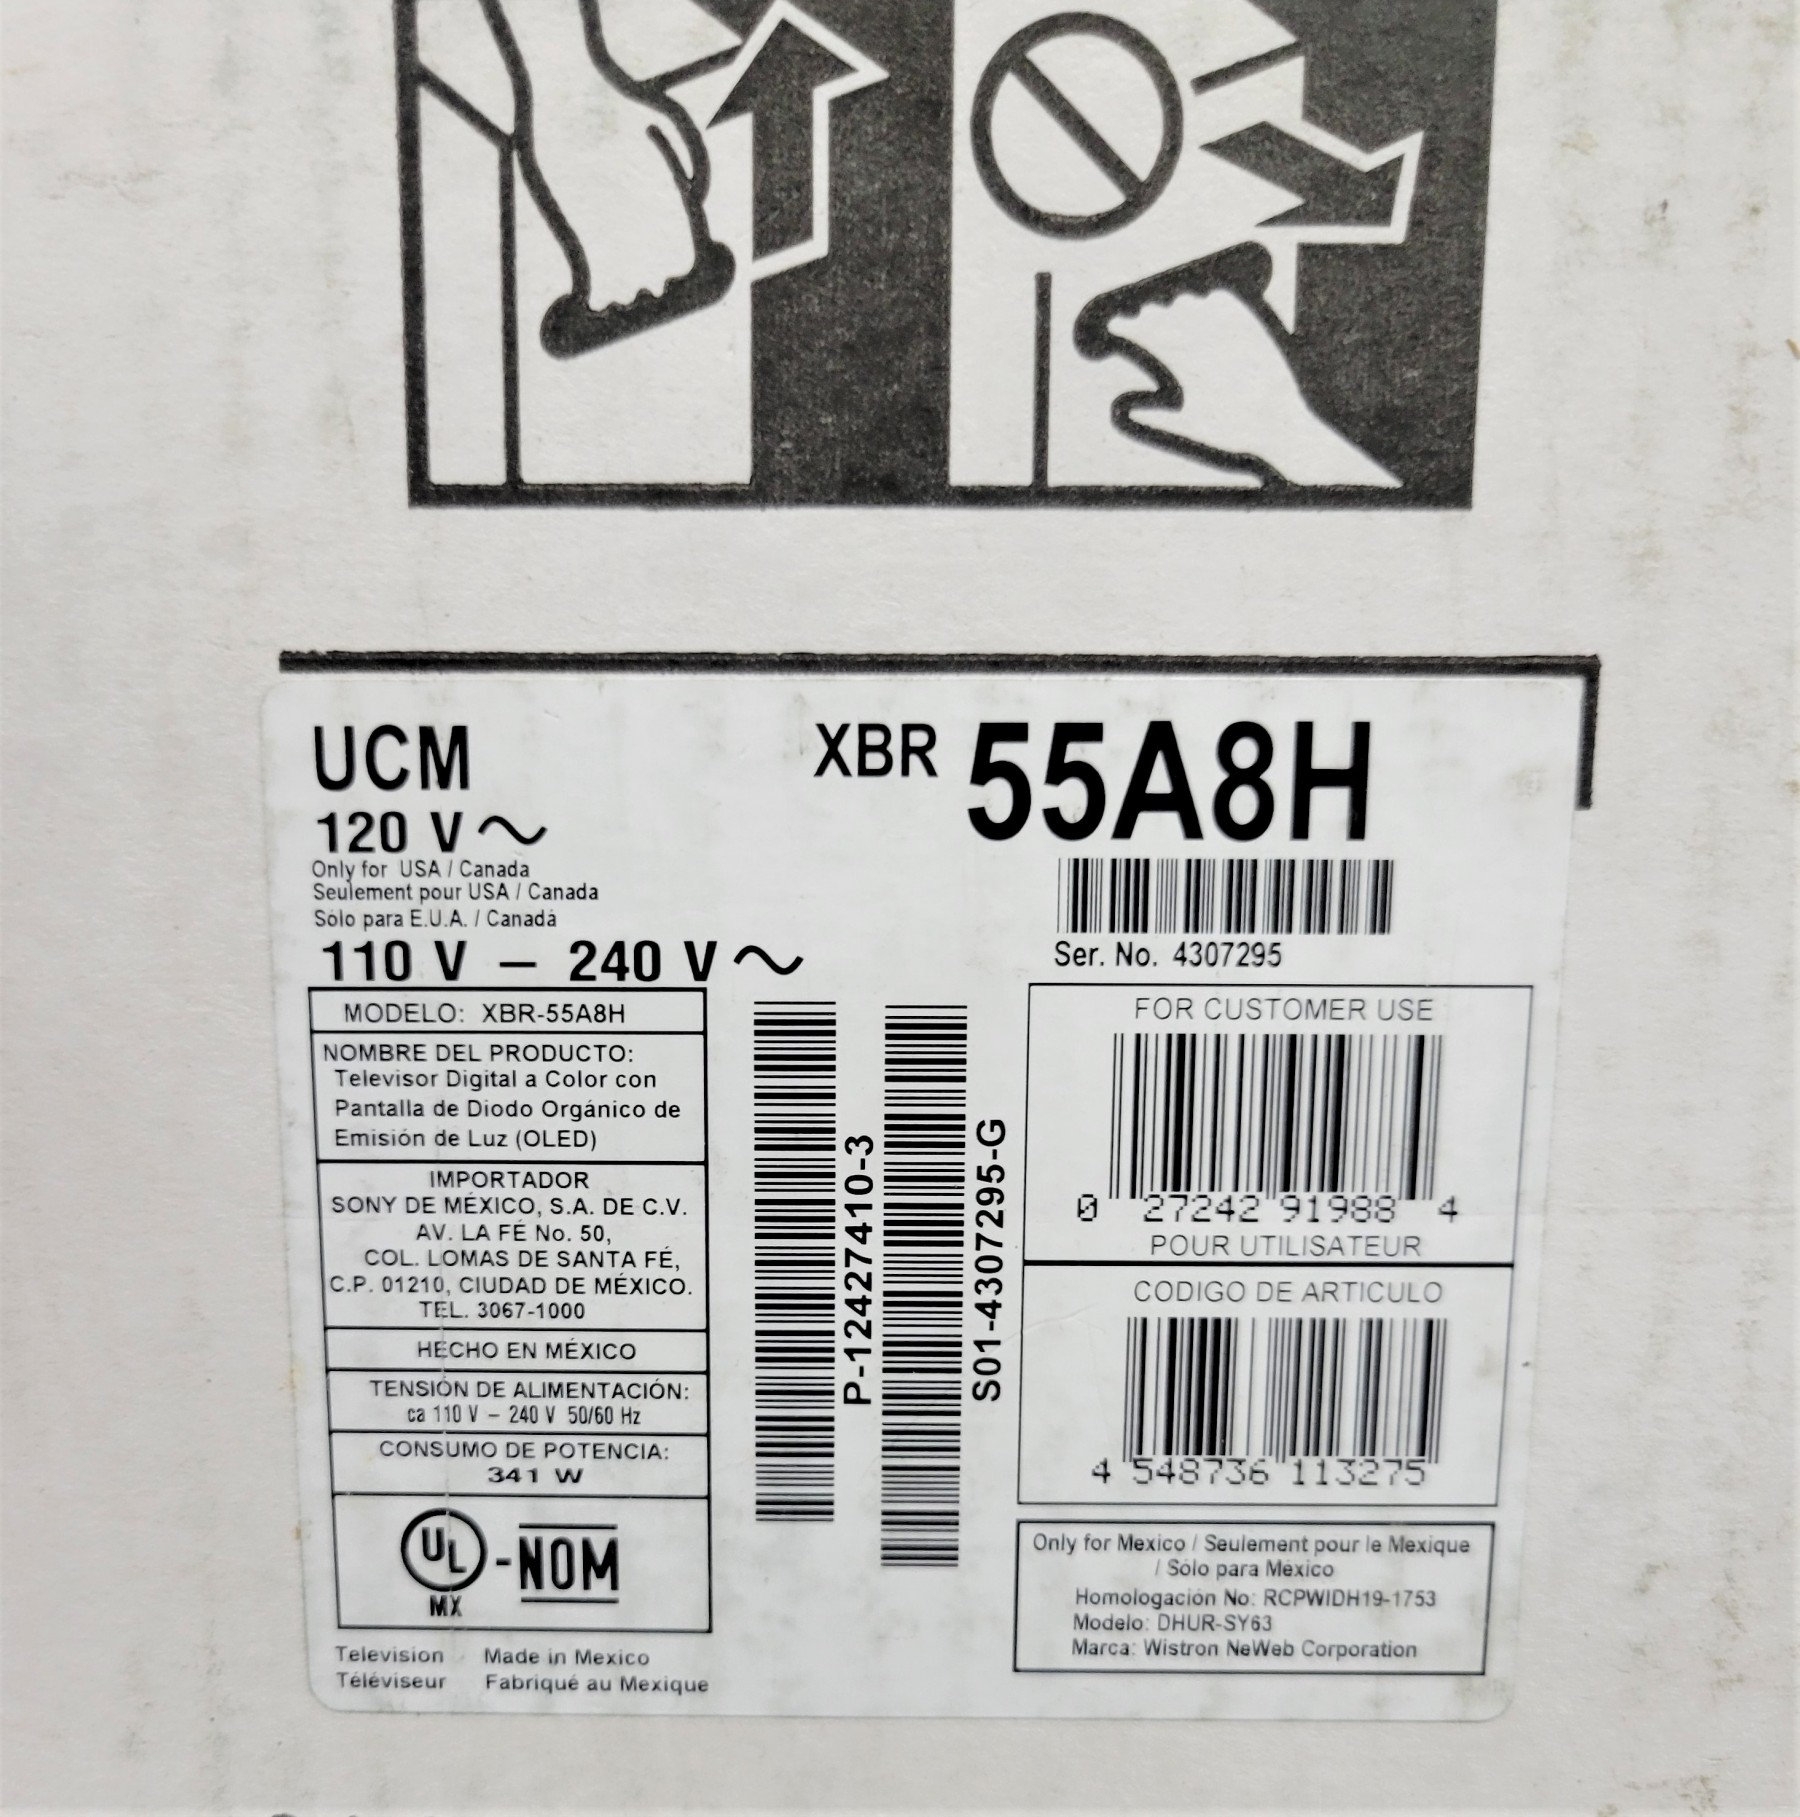 UCM
XBR 55A8H
120 V ~
Only for USA / Canada
Seulement pour USA / Canada
Sólo para E.U.A. / Canadá
110 V – 240 V ~
Ser. No. 4307295
MODELO: XBR-55A8H
NOMBRE DEL PRODUCTO:
Televisor Digital a Color con
Pantalla de Diodo Orgánico de
Emisión de Luz (OLED)
IMPORTADOR
SONY DE MÉXICO, S.A. DE C.V.
AV. LA FÉ No. 50,
COL. LOMAS DE SANTA FÉ,
C.P. 01210, CIUDAD DE MÉXICO.
TEL. 3067-1000
HECHO EN MÉXICO
TENSIÓN DE ALIMENTACIÓN:
ca 110 V – 240 V 50/60 Hz
CONSUMO DE POTENCIA:
341 W
UL -NOM
MX
Television Made in Mexico
Téléviseur Fabriqué au Mexique
P-12427410-3
S01-4307295-G
FOR CUSTOMER USE
0 27242 91988 4
POUR UTILISATEUR
CODIGO DE ARTICULO
4 548736 113275
Only for Mexico / Seulement pour le Mexique
/ Sólo para México
Homologación No: RCPWIDH19-1753
Modelo: DHUR-SY63
Marca: Wistron NeWeb Corporation